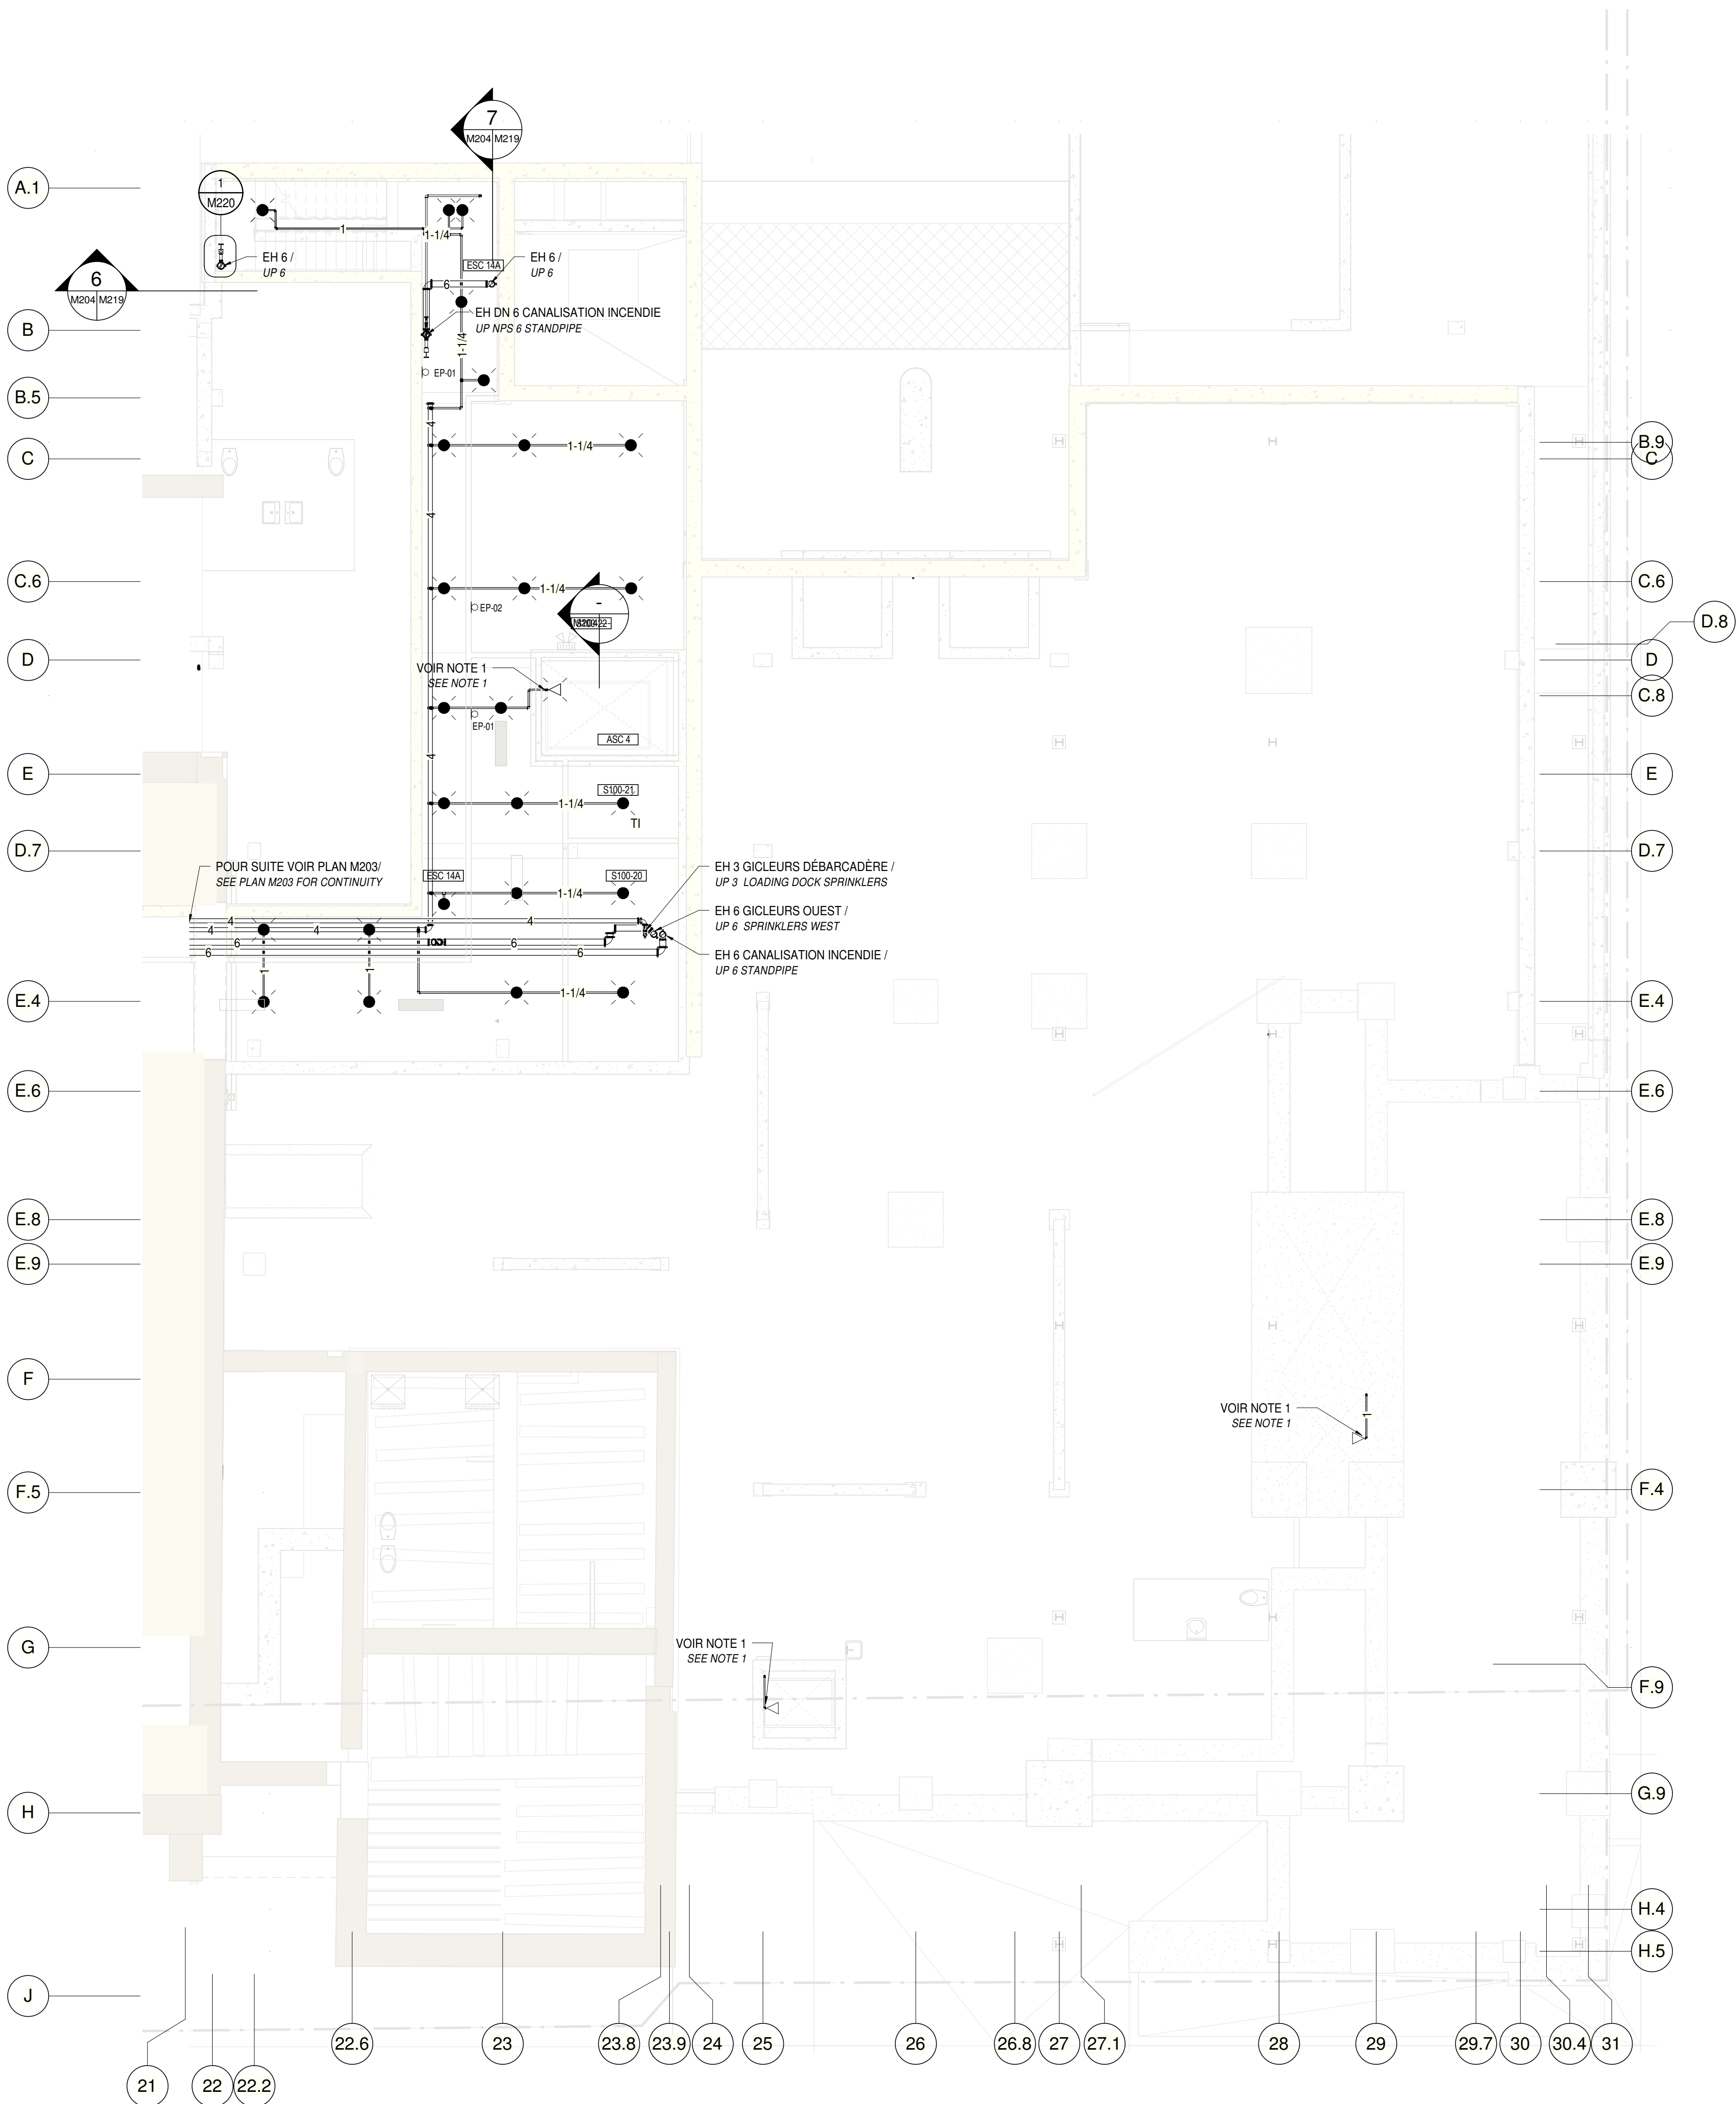 7
M204 M219
A.1
1
M220
1
1-1/4
EH 6 /
UP 6
ESC 14A
EH 6 /
UP 6
6
M204 M219
6
EH DN 6 CANALISATION INCENDIE
UP NPS 6 STANDPIPE
B
1-1/4
EP-01
B.5
4
1-1/4
B.9
C
C
4
C.6
1-1/4
-
EP-02
C.6
D.8
VOIR NOTE 1
SEE NOTE 1
D
D
C.8
EP-01
ASC 4
4
E
E
S100-21
1-1/4
TI
D.7
D.7
POUR SUITE VOIR PLAN M203/
SEE PLAN M203 FOR CONTINUITY
ESC 14A
S100-20
1-1/4
EH 3 GICLEURS DÉBARCADÈRE /
UP 3 LOADING DOCK SPRINKLERS
EH 6 GICLEURS OUEST /
UP 6 SPRINKLERS WEST
4
4
4
4
6
6
6
6
EH 6 CANALISATION INCENDIE /
UP 6 STANDPIPE
1
1
1-1/4
E.4
E.4
E.6
E.6
E.8
E.8
E.9
E.9
F
VOIR NOTE 1
SEE NOTE 1
1
F.5
F.4
G
VOIR NOTE 1
SEE NOTE 1
F.9
H
G.9
H.4
H.5
J
22.6
23
23.8
23.9
24
25
26
26.8
27
27.1
28
29
29.7
30
30.4
31
21
22
22.2